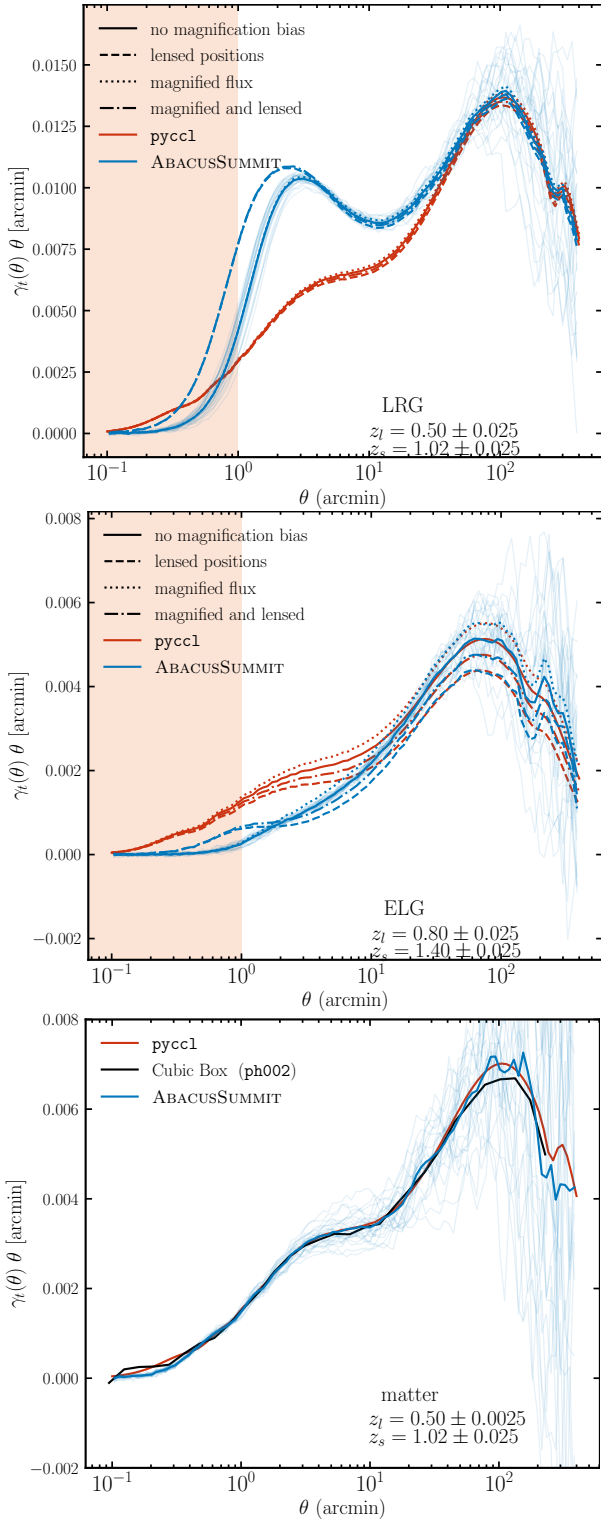 no magnification bias
lensed positions
magnified flux
magnified and lensed
pyccl
ABACUSSUMMIT
0.0150
0.0125
0.0100
0.0075
0.0050
0.0025
0.0000
γt(θ) θ [arcmin]
LRG
zl = 0.50 ± 0.025
zs = 1.02 ± 0.025
10⁻¹ 10⁰ 10¹ 10²
θ (arcmin)
no magnification bias
lensed positions
magnified flux
magnified and lensed
pyccl
ABACUSSUMMIT
0.008
0.006
0.004
0.002
0.000
−0.002
γt(θ) θ [arcmin]
ELG
zl = 0.80 ± 0.025
zs = 1.40 ± 0.025
10⁻¹ 10⁰ 10¹ 10²
θ (arcmin)
pyccl
Cubic Box (ph002)
ABACUSSUMMIT
0.008
0.006
0.004
0.002
0.000
−0.002
γt(θ) θ [arcmin]
matter
zl = 0.50 ± 0.0025
zs = 1.02 ± 0.025
10⁻¹ 10⁰ 10¹ 10²
θ (arcmin)